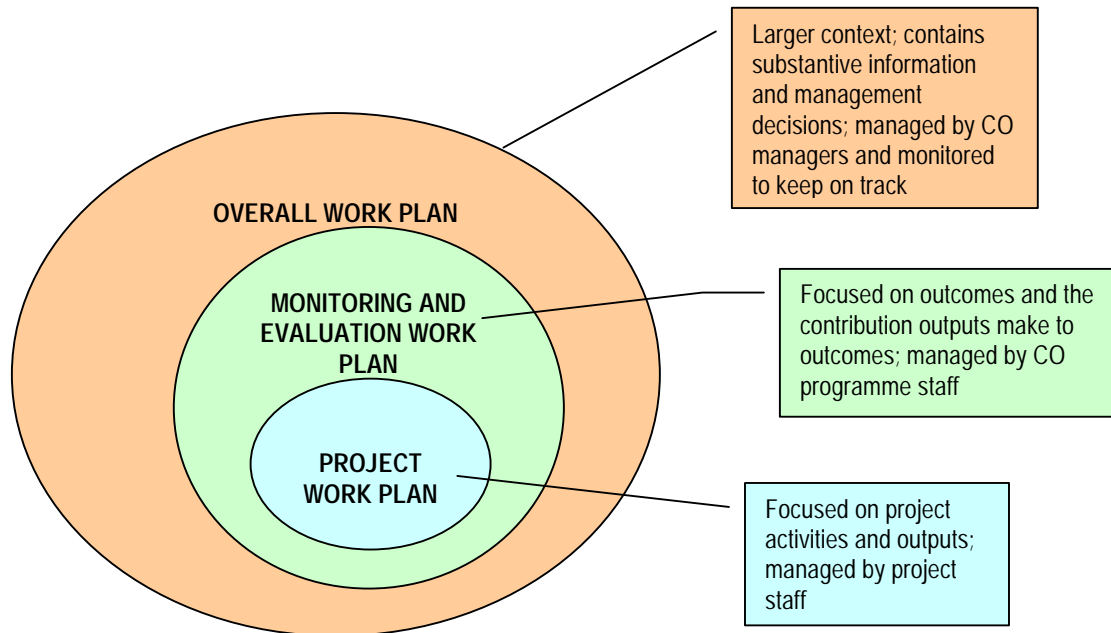 Larger context; contains
substantive information
and management
decisions; managed by CO
managers and monitored
to keep on track
OVERALL WORK PLAN
MONITORING AND
EVALUATION WORK
PLAN
Focused on outcomes and the
contribution outputs make to
outcomes; managed by CO
programme staff
PROJECT
WORK PLAN
Focused on project
activities and outputs;
managed by project
staff